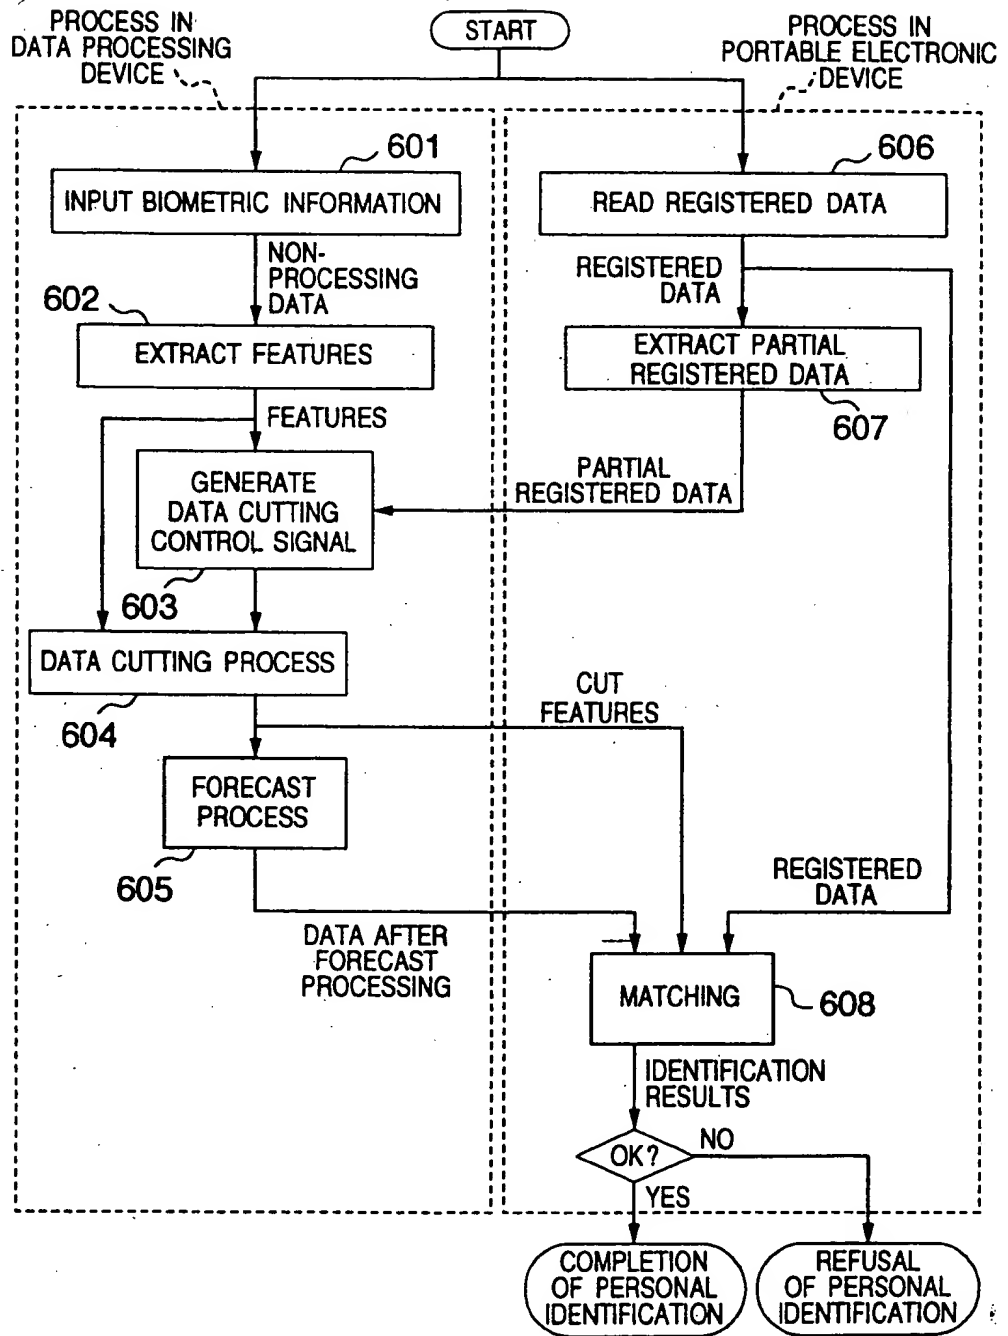 PROCESS IN
DATA PROCESSING
DEVICE
START
PROCESS IN
PORTABLE ELECTRONIC
DEVICE
601
INPUT BIOMETRIC INFORMATION
606
READ REGISTERED DATA
NON-
PROCESSING
DATA
REGISTERED
DATA
602
EXTRACT FEATURES
EXTRACT PARTIAL
REGISTERED DATA
607
FEATURES
GENERATE
DATA CUTTING
CONTROL SIGNAL
603
PARTIAL
REGISTERED DATA
DATA CUTTING PROCESS
604
CUT
FEATURES
FORECAST
PROCESS
605
REGISTERED
DATA
DATA AFTER
FORECAST
PROCESSING
MATCHING
608
IDENTIFICATION
RESULTS
OK?
NO
YES
COMPLETION
OF PERSONAL
IDENTIFICATION
REFUSAL
OF PERSONAL
IDENTIFICATION